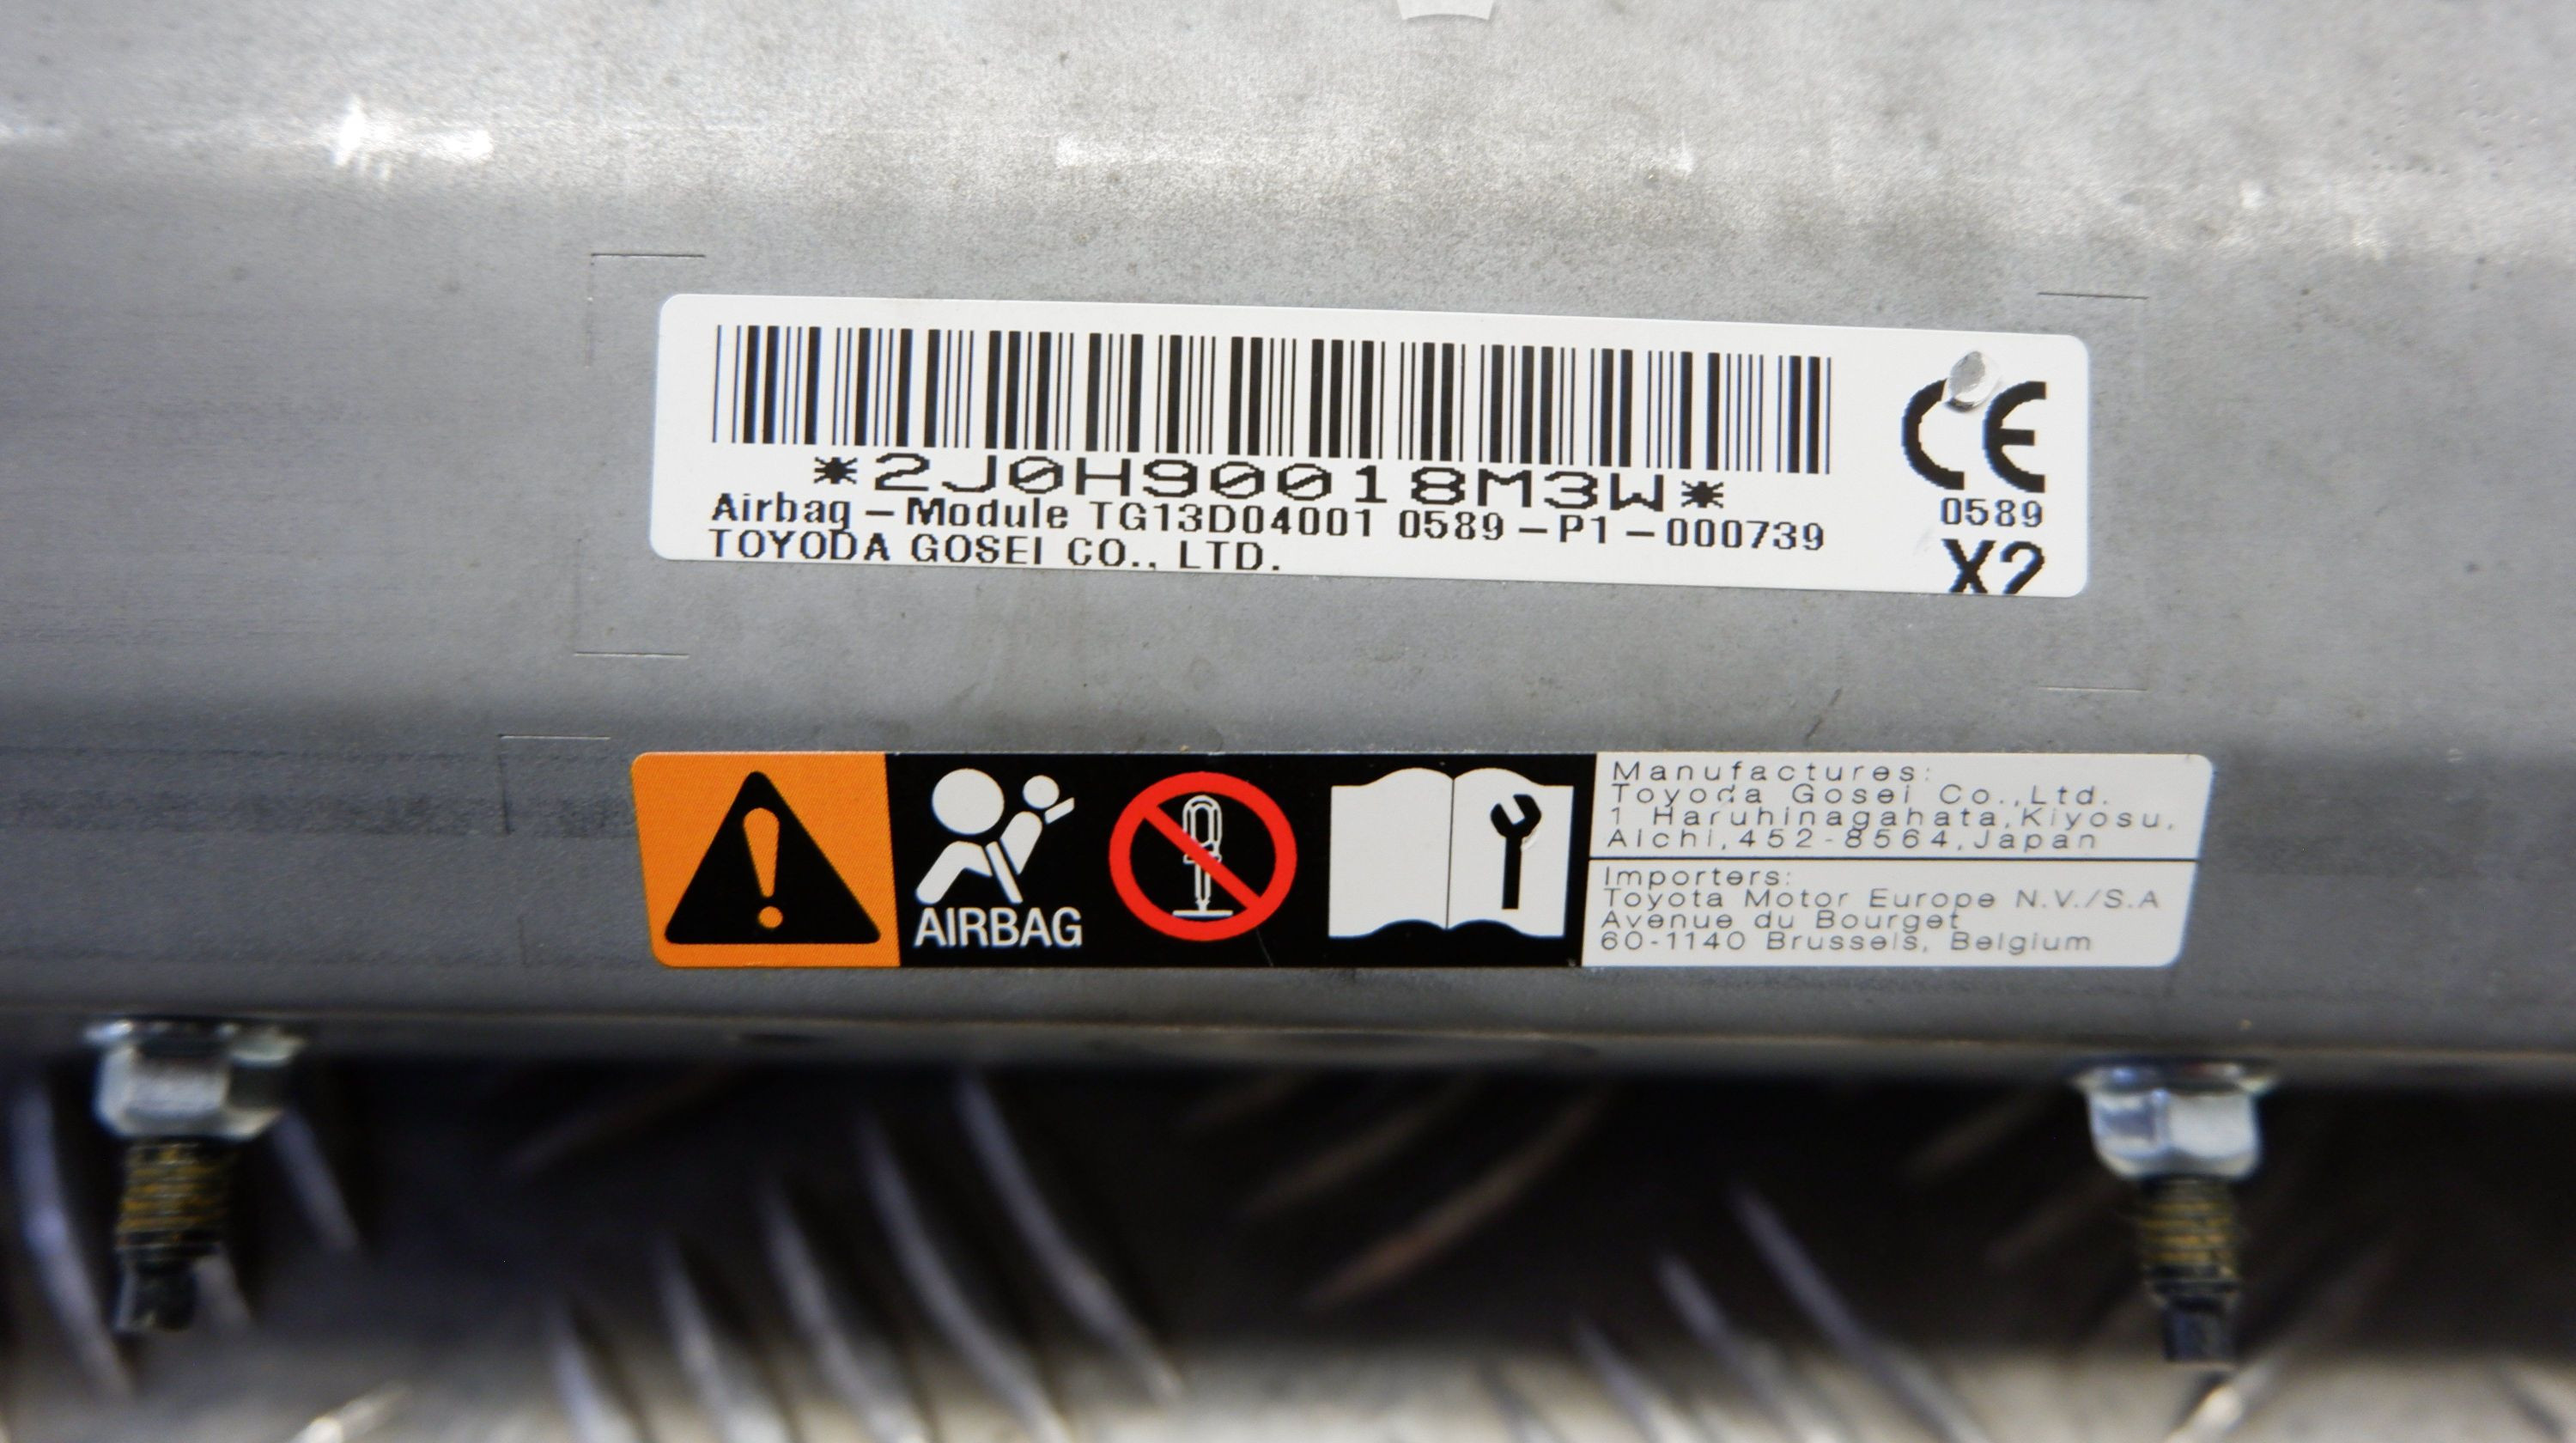 *2J0H90018M3W*
Airbag - Module TG13D04001 0589 - P1 - 000739
TOYODA GOSEI CO., LTD.
CE
0589
X2
AIRBAG
Manufactures:
Toyoda Gosei Co.,Ltd.
1 Haruhinagahata,Kiyosu,
Aichi,452-8564,Japan
Importers:
Toyota Motor Europe N.V./S.A
Avenue du Bourget
60-1140 Brussels, Belgium